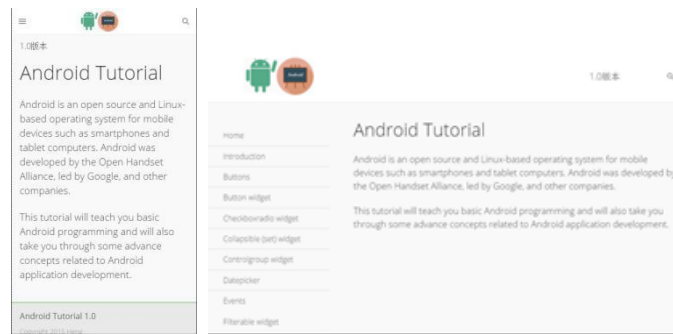 1.0版本
Android Tutorial
Android is an open source and Linux-
based operating system for mobile
devices such as smartphones and
tablet computers. Android was
developed by the Open Handset
Alliance, led by Google, and other
companies.
This tutorial will teach you basic
Android programming and will also
take you through some advance
concepts related to Android
application development.
Android Tutorial 1.0
Copyright 2015
Android
1.0版本
Home
Introduction
Buttons
Button widget
Checkboxradio widget
Collapsible (set) widget
Controlgroup widget
Datepicker
Events
Filterable widget
Android Tutorial
Android is an open source and Linux-based operating system for mobile
devices such as smartphones and tablet computers. Android was developed by
the Open Handset Alliance, led by Google, and other companies.
This tutorial will teach you basic Android programming and will also take you
through some advance concepts related to Android application development.